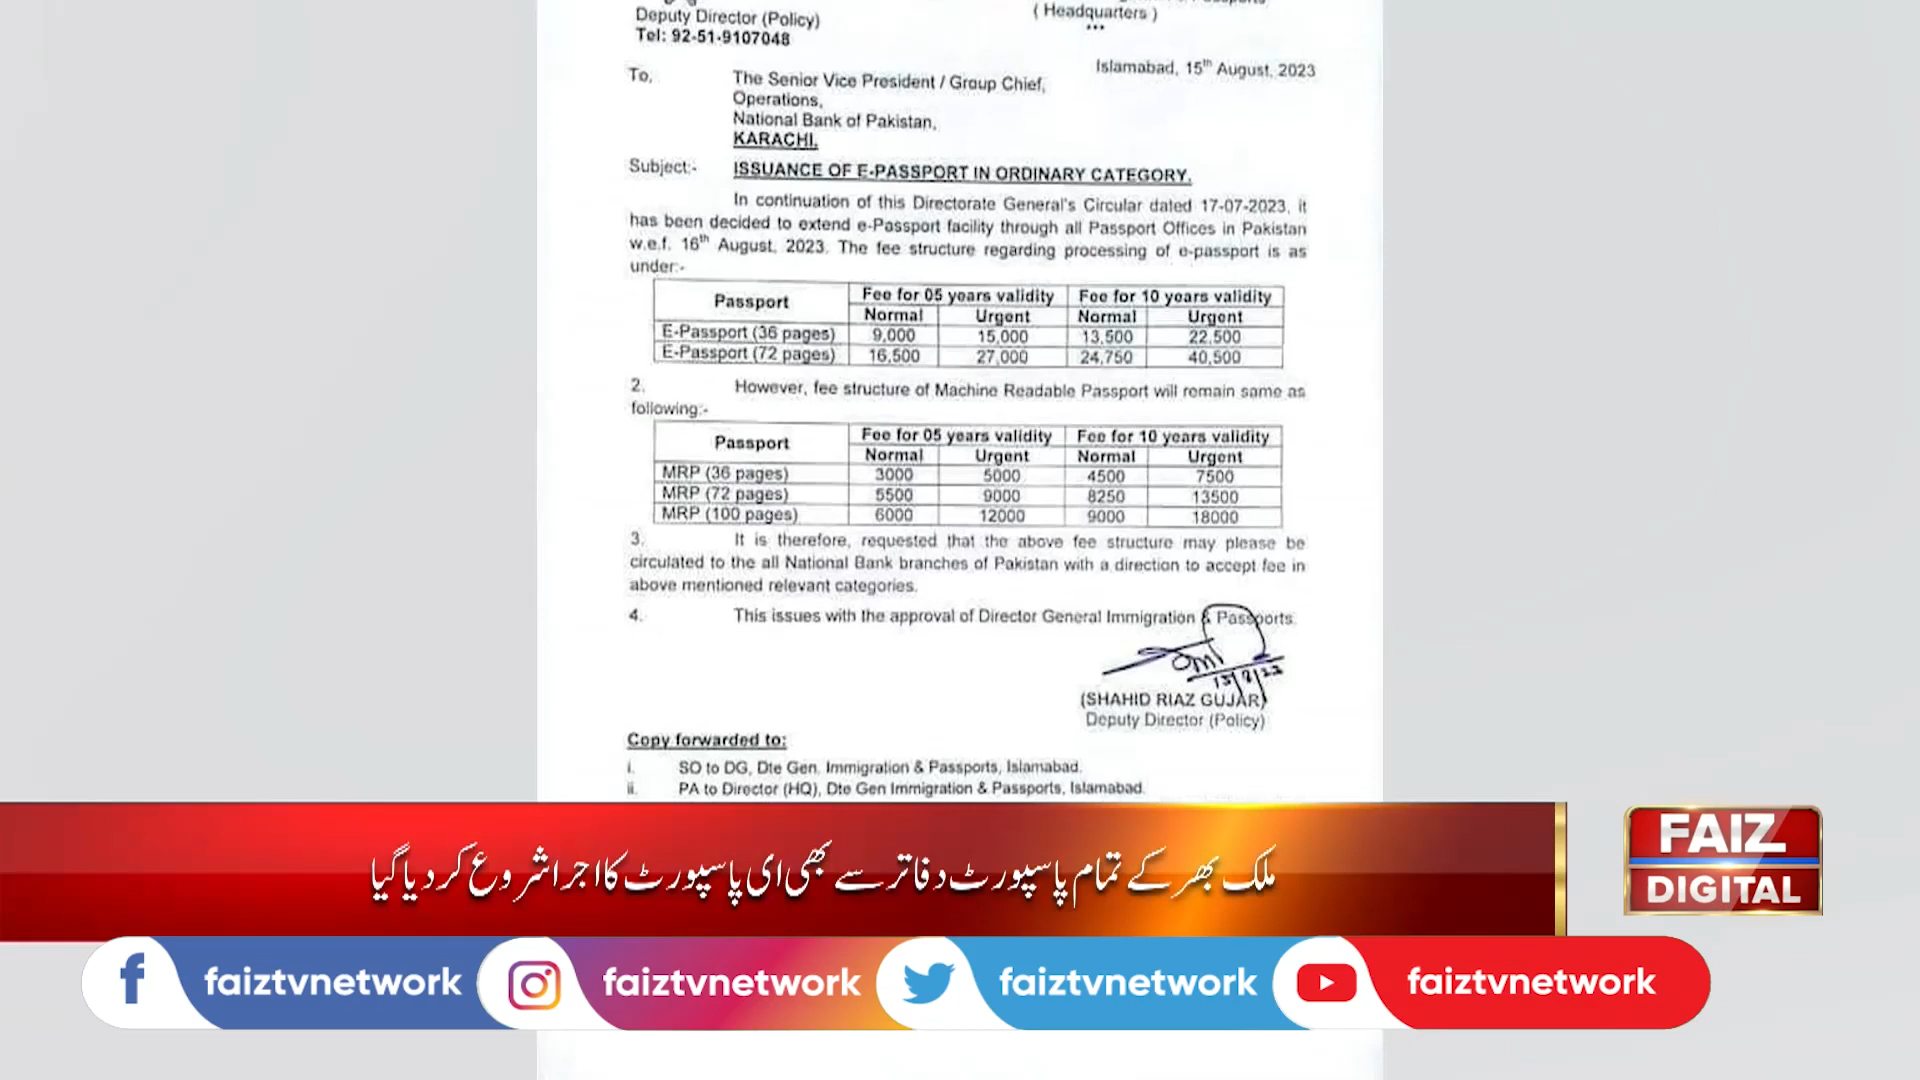 Deputy Director (Policy)
( Headquarters )
Tel: 92-51-9107048
***
Islamabad, 15th August, 2023
To,
The Senior Vice President / Group Chief,
Operations,
National Bank of Pakistan,
KARACHI.
Subject:- ISSUANCE OF E-PASSPORT IN ORDINARY CATEGORY.
In continuation of this Directorate General's Circular dated 17-07-2023, it
has been decided to extend e-Passport facility through all Passport Offices in Pakistan
w.e.f. 16th August, 2023. The fee structure regarding processing of e-passport is as
under:-
Passport Fee for 05 years validity Fee for 10 years validity
Normal Urgent Normal Urgent
E-Passport (36 pages) 9,000 15,000 13,500 22,500
E-Passport (72 pages) 16,500 27,000 24,750 40,500
2. However, fee structure of Machine Readable Passport will remain same as
following:-
Passport Fee for 05 years validity Fee for 10 years validity
Normal Urgent Normal Urgent
MRP (36 pages) 3000 5000 4500 7500
MRP (72 pages) 5500 9000 8250 13500
MRP (100 pages) 6000 12000 9000 18000
3. It is therefore, requested that the above fee structure may please be
circulated to the all National Bank branches of Pakistan with a direction to accept fee in
above mentioned relevant categories.
4. This issues with the approval of Director General Immigration & Passports.
(SHAHID RIAZ GUJAR)
Deputy Director (Policy)
Copy forwarded to:
i. SO to DG, Dte Gen. Immigration & Passports, Islamabad.
ii. PA to Director (HQ), Dte Gen Immigration & Passports, Islamabad.
ملک بھر کے تمام پاسپورٹ دفاتر سے بھی ای پاسپورٹ کا اجرا شروع کر دیا گیا
FAIZ
DIGITAL
faiztvnetwork
faiztvnetwork
faiztvnetwork
faiztvnetwork